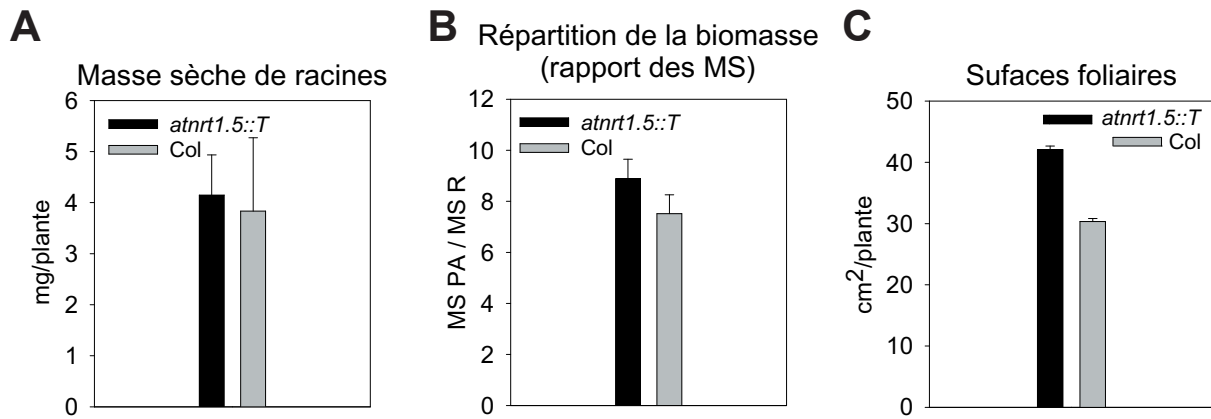 A
Masse sèche de racines
6
5
4
3
2
1
0
mg/plante
atnrt1.5::T
Col
B
Répartition de la biomasse
(rapport des MS)
12
10
8
6
4
2
0
MS PA / MS R
atnrt1.5::T
Col
C
Sufaces foliaires
50
40
30
20
10
0
cm²/plante
atnrt1.5::T
Col